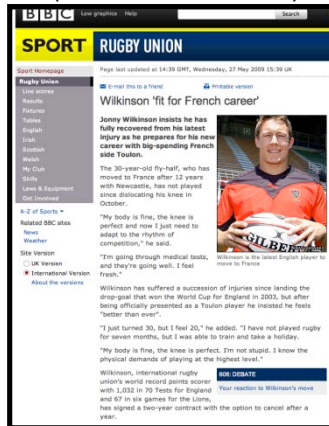 BBC Low graphics Help Search
SPORT RUGBY UNION
Sport Homepage
Rugby Union
Live scores
Results
Fixtures
Tables
English
Irish
Scottish
Welsh
My Club
Skills
Laws & Equipment
Get Involved
A-Z of Sports
Related BBC sites
News
Weather
Site Version
UK Version
International Version
About the versions
Page last updated at 14:39 GMT, Wednesday, 27 May 2009 15:39 UK
E-mail this to a friend Printable version
Wilkinson 'fit for French career'
Jonny Wilkinson insists he has
fully recovered from his latest
injury as he prepares for his new
career with big-spending French
side Toulon.
The 30-year-old fly-half, who has
moved to France after 12 years
with Newcastle, has not played
since dislocating his knee in
October.
"My body is fine, the knee is
perfect and now I just need to
adapt to the rhythm of
competition," he said.
"I'm going through medical tests,
and they're going well. I feel
fresh."
GILBERT
Wilkinson is the latest English player to
move to France
Wilkinson has suffered a succession of injuries since landing the
drop-goal that won the World Cup for England in 2003, but after
being officially presented as a Toulon player he insisted he feels
"better than ever".
"I just turned 30, but I feel 20," he added. "I have not played rugby
for seven months, but I was able to train and take a holiday.
"My body is fine, the knee is perfect. I'm not stupid. I know the
physical demands of playing at the highest level."
Wilkinson, international rugby
union's world record points scorer
with 1,032 in 70 Tests for England
and 67 in six games for the Lions,
has signed a two-year contract with the option to cancel after a
year.
606: DEBATE
Your reaction to Wilkinson's move